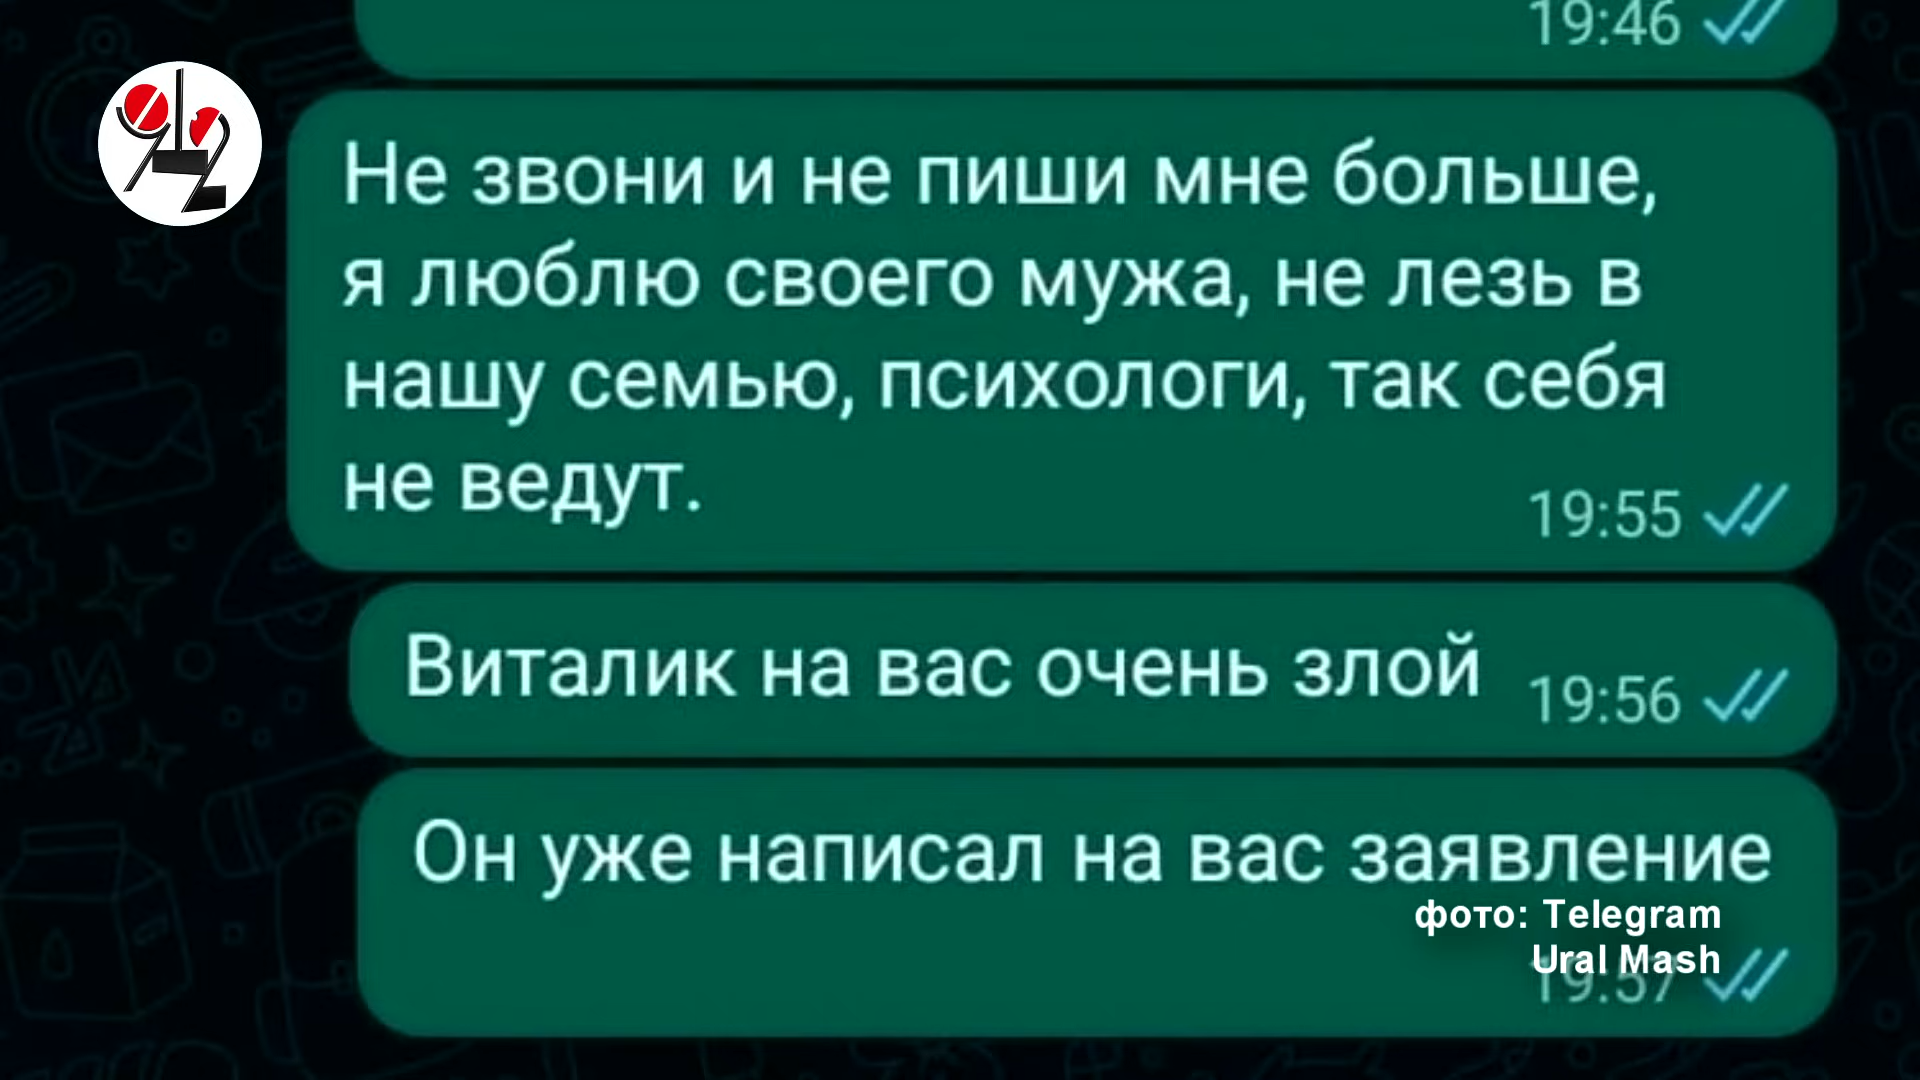 19:46
Не звони и не пиши мне больше,
я люблю своего мужа, не лезь в
нашу семью, психологи, так себя
не ведут.
19:55
Виталик на вас очень злой
19:56
Он уже написал на вас заявление
фото: Telegram
Ural Mash
19:57